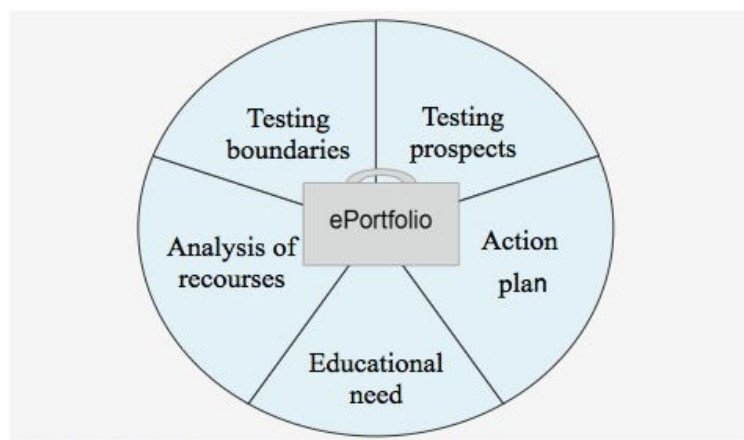 Testing
boundaries
Testing
prospects
ePortfolio
Analysis of
recourses
Action
plan
Educational
need